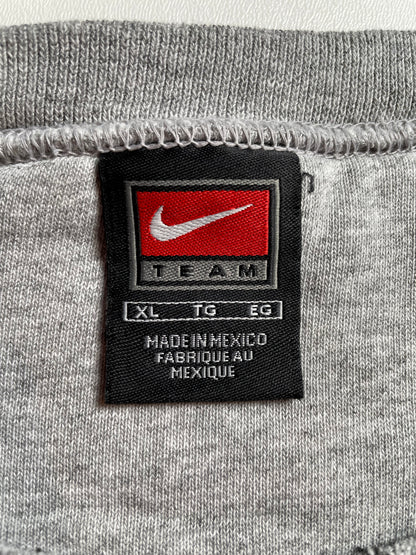 TEAM
XL TG EG
MADE IN MEXICO
FABRIQUE AU
MEXIQUE